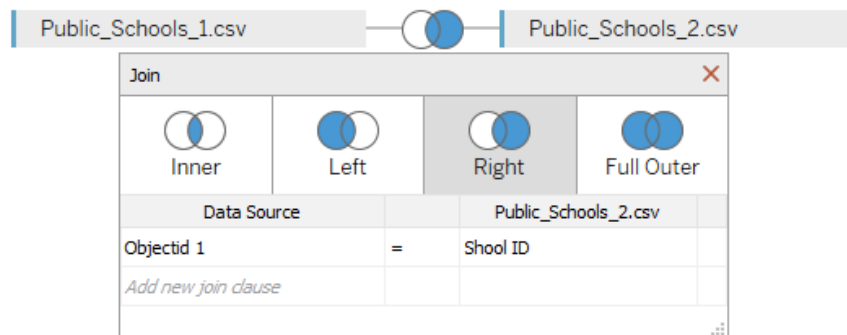 Public_Schools_1.csv Public_Schools_2.csv
Join
Inner Left Right Full Outer
Data Source Public_Schools_2.csv
Objectid 1 = Shool ID
Add new join clause